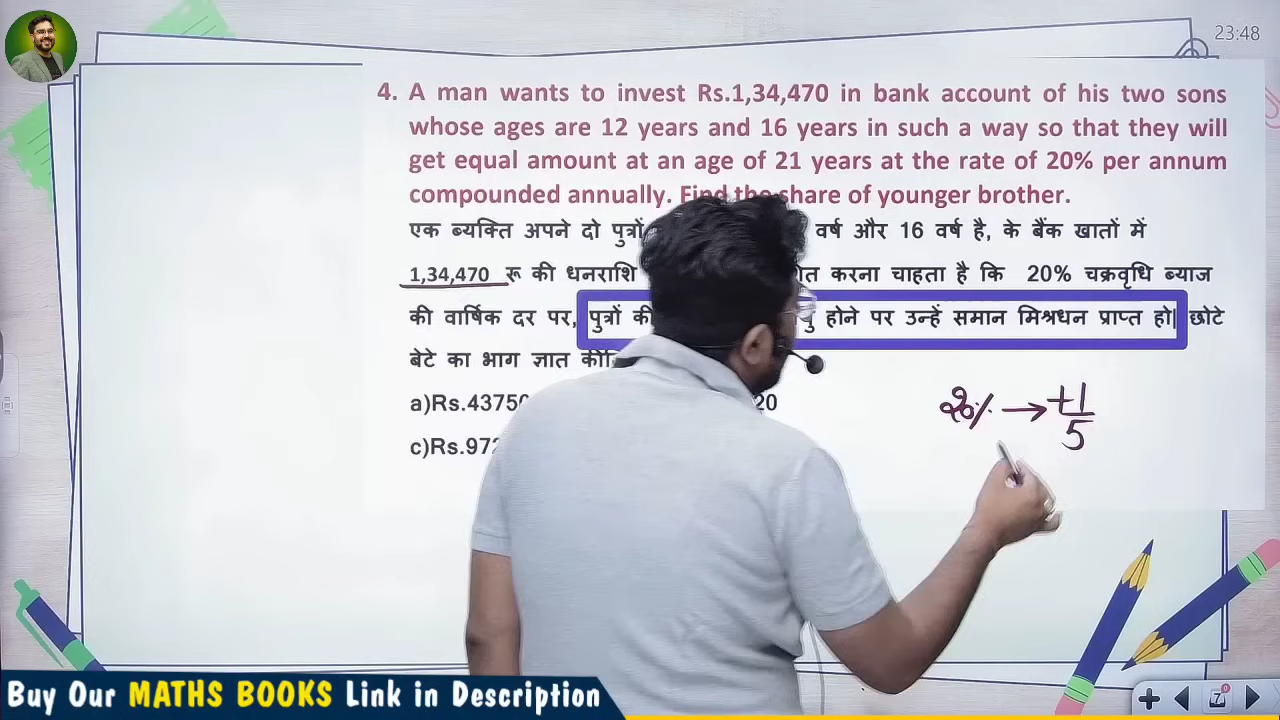 23:48
4. A man wants to invest Rs.1,34,470 in bank account of his two sons
whose ages are 12 years and 16 years in such a way so that they will
get equal amount at an age of 21 years at the rate of 20% per annum
compounded annually. Find the share of younger brother.
एक ब्यक्ति अपने दो पुत्रों वर्ष और 16 वर्ष है, के बैंक खातों में
1,34,470 रू की धनराशि करना चाहता है कि 20% चक्रवृधि ब्याज
की वार्षिक दर पर, पुत्रों की होने पर उन्हें समान मिश्रधन प्राप्त हो| छोटे
बेटे का भाग ज्ञात
a)Rs.43750 20
c)Rs.972
20% → +1/5
7
Buy Our MATHS BOOKS Link in Description